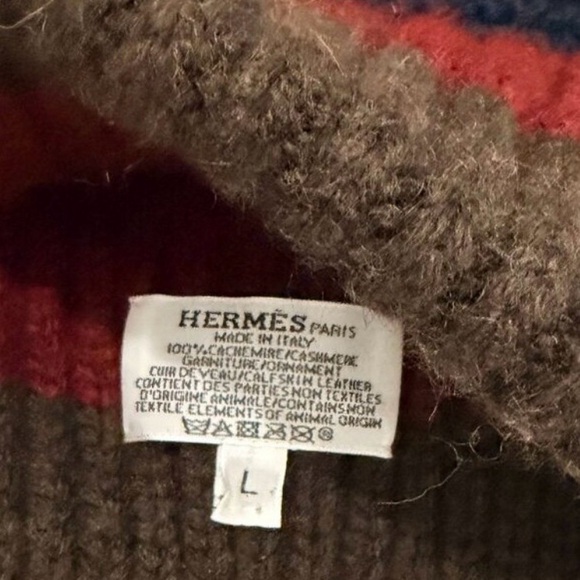 HERMÈS PARIS
MADE IN ITALY
100% CACHEMIRE/CASHMERE
GARNITURE/ORNAMENT
CUIR DE VEAU/CALFSKIN LEATHER
CONTIENT DES PARTIES NON TEXTILES
D'ORIGINE ANIMALE/CONTAINS NON
TEXTILE ELEMENTS OF ANIMAL ORIGIN
L